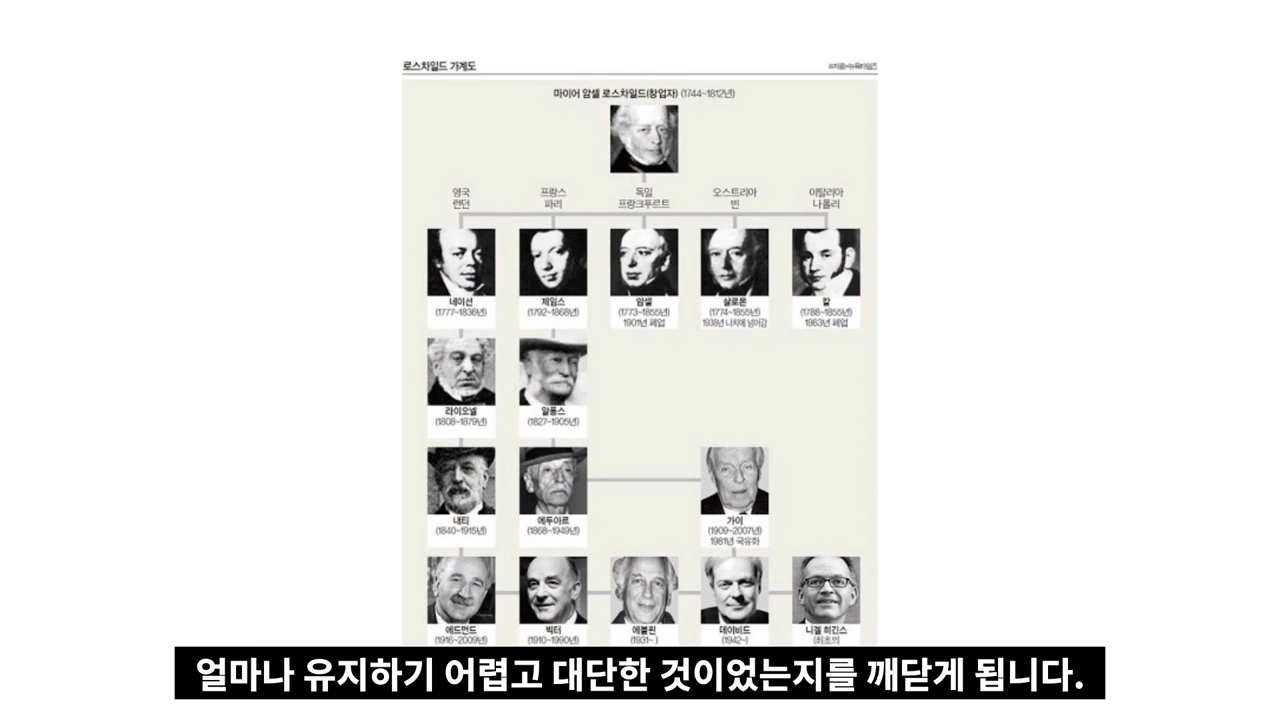 로스차일드 가계도
마이어 암셸 로스차일드(창업자) (1744~1812년)
영국 프랑스 독일 오스트리아 이탈리아
런던 파리 프랑크푸르트 빈 나폴리
네이선 제임스 암셀 살로몬 칼
(1777~1836년) (1792~1868년) (1773~1855년) (1774~1855년) (1788~1855년)
1901년 폐업 1938년 나치에 넘어감 1863년 폐업
라이오넬 알퐁스
(1808~1879년) (1827~1905년)
내티 에두아르 가이
(1840~1915년) (1868~1949년) (1909~2007년)
1981년 국유화
에드먼드 빅터 에블린 데이비드 니겔 히긴스
(1916~2009년) (1910~1990년) (1931~ ) (1942~) (최초의
얼마나 유지하기 어렵고 대단한 것이었는지를 깨닫게 됩니다.